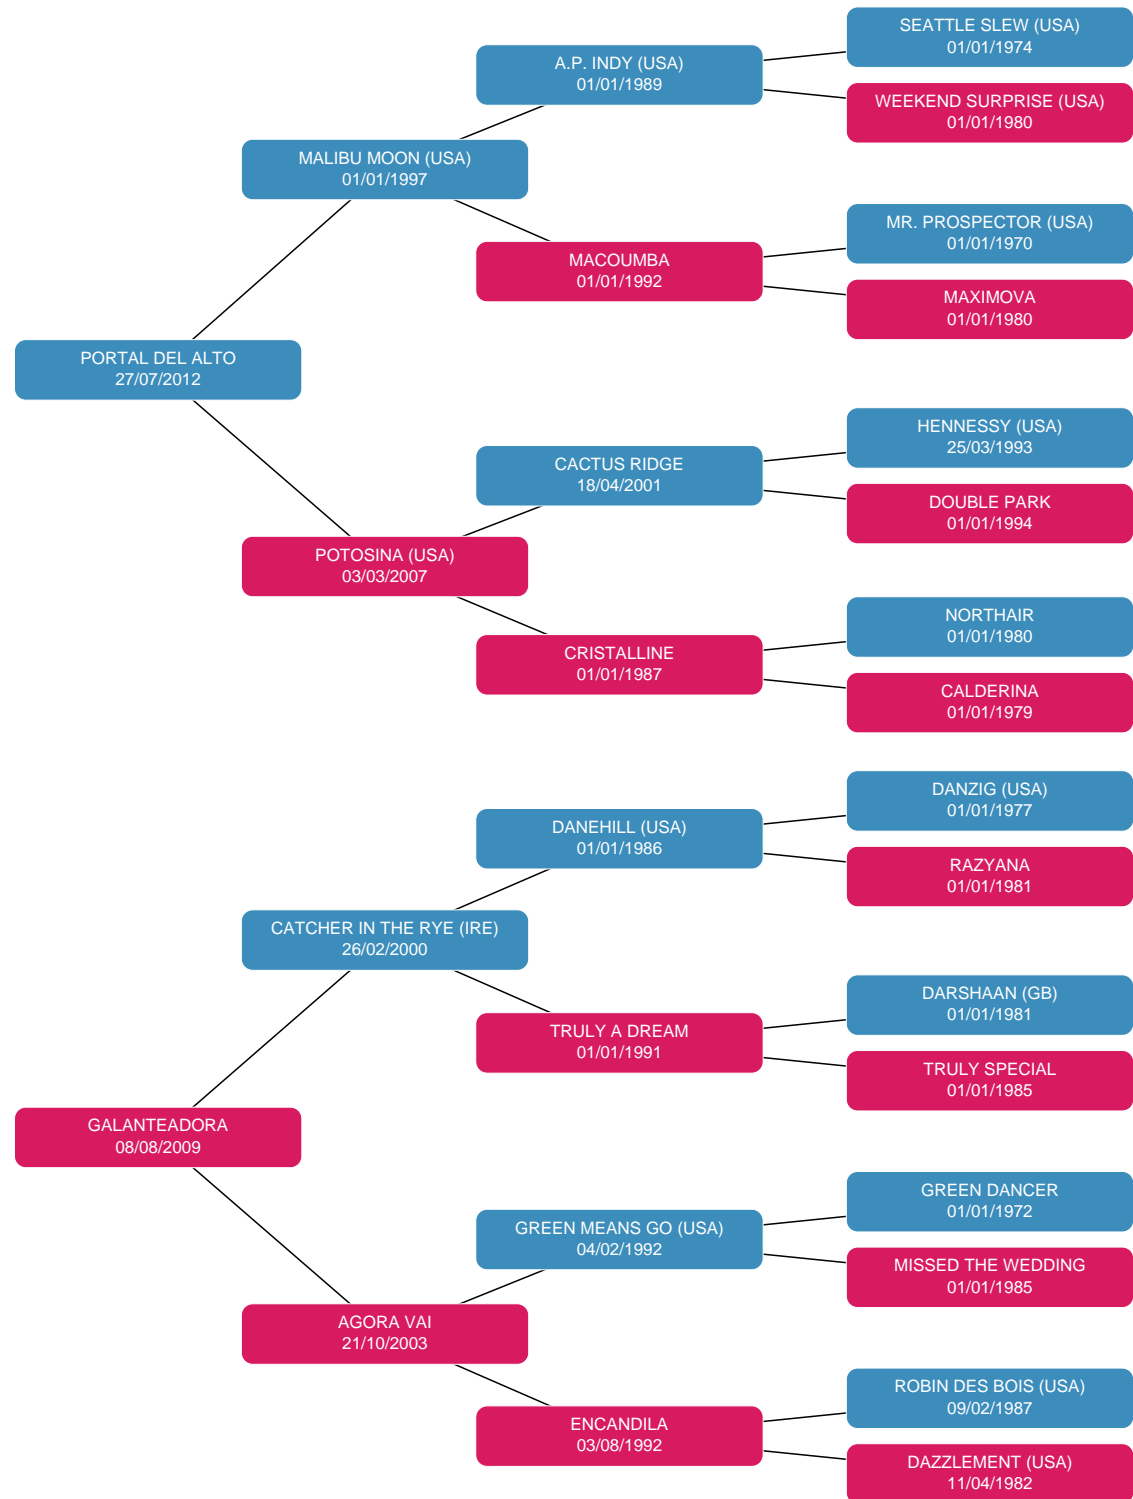 SEATTLE SLEW (USA)
01/01/1974
A.P. INDY (USA)
01/01/1989
WEEKEND SURPRISE (USA)
01/01/1980
MALIBU MOON (USA)
01/01/1997
MR. PROSPECTOR (USA)
01/01/1970
MACOUMBA
01/01/1992
MAXIMOVA
01/01/1980
PORTAL DEL ALTO
27/07/2012
HENNESSY (USA)
25/03/1993
CACTUS RIDGE
18/04/2001
DOUBLE PARK
01/01/1994
POTOSINA (USA)
03/03/2007
NORTHAIR
01/01/1980
CRISTALLINE
01/01/1987
CALDERINA
01/01/1979
DANZIG (USA)
01/01/1977
DANEHILL (USA)
01/01/1986
RAZYANA
01/01/1981
CATCHER IN THE RYE (IRE)
26/02/2000
DARSHAAN (GB)
01/01/1981
TRULY A DREAM
01/01/1991
TRULY SPECIAL
01/01/1985
GALANTEADORA
08/08/2009
GREEN DANCER
01/01/1972
GREEN MEANS GO (USA)
04/02/1992
MISSED THE WEDDING
01/01/1985
AGORA VAI
21/10/2003
ROBIN DES BOIS (USA)
09/02/1987
ENCANDILA
03/08/1992
DAZZLEMENT (USA)
11/04/1982